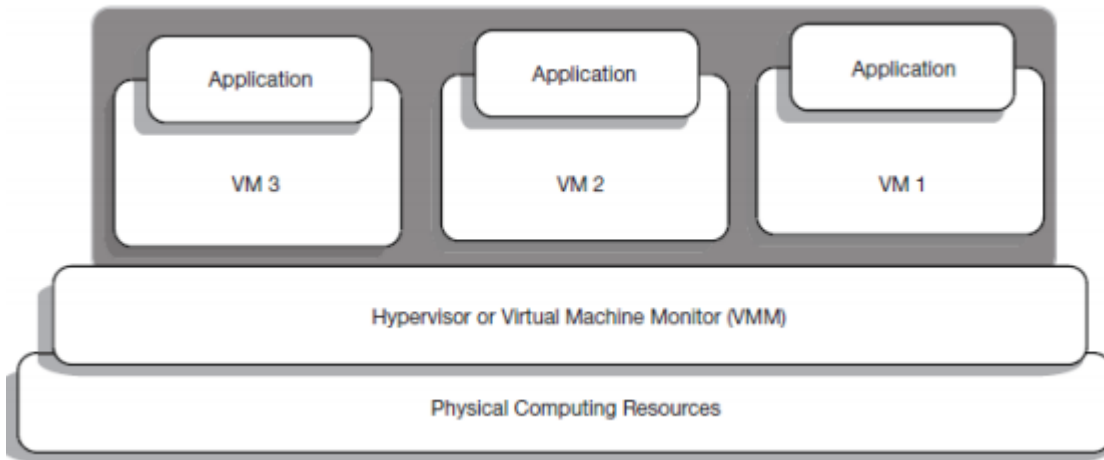 Application
Application
Application
VM 3
VM 2
VM 1
Hypervisor or Virtual Machine Monitor (VMM)
Physical Computing Resources